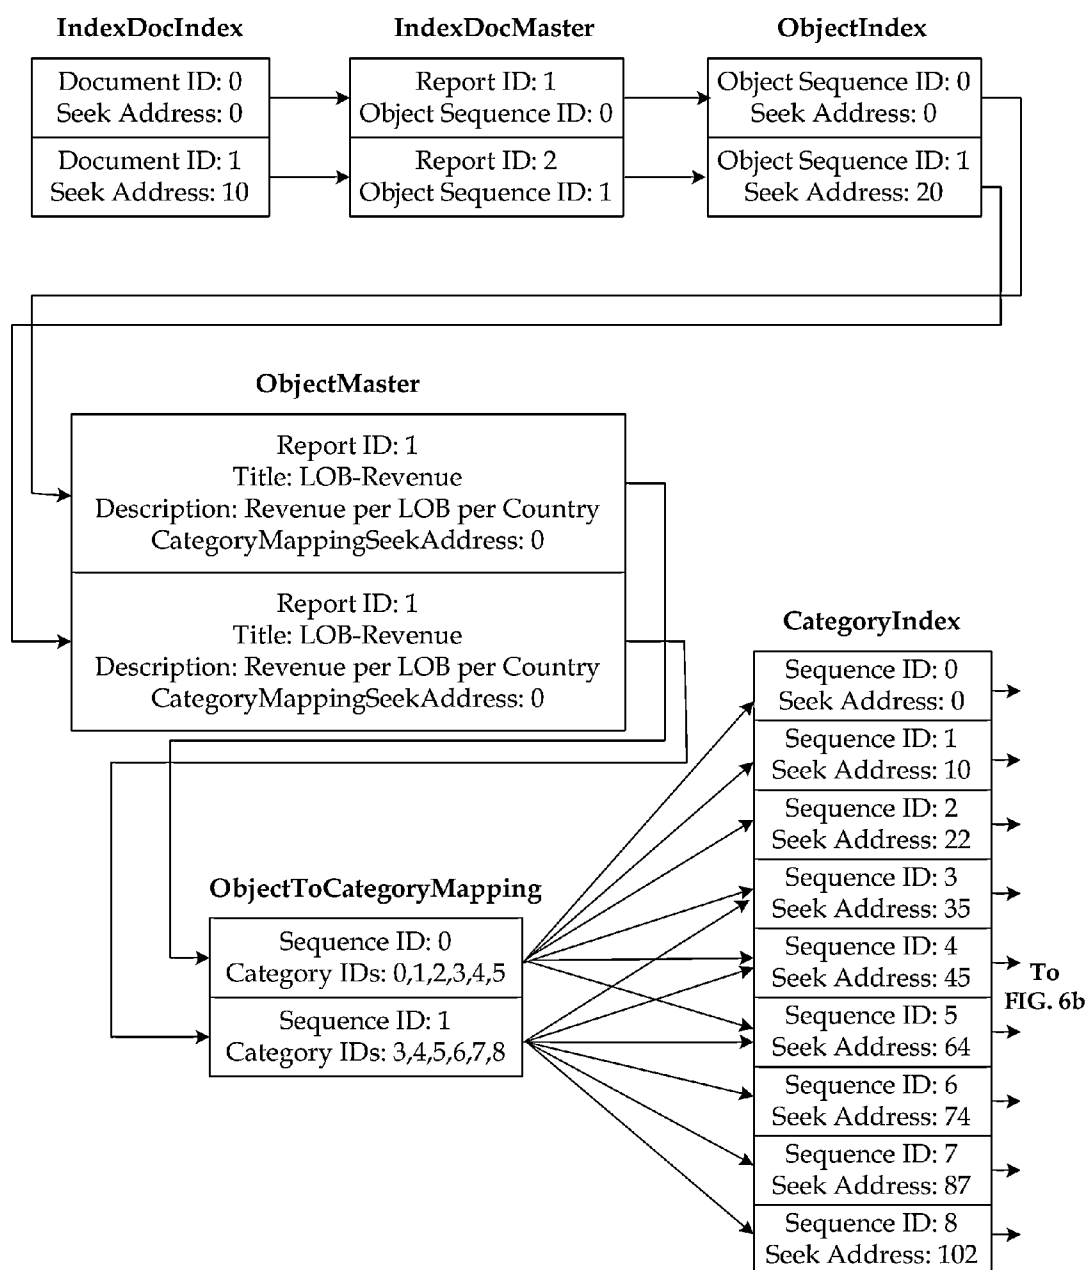 IndexDocIndex
Document ID: 0
Seek Address: 0
Document ID: 1
Seek Address: 10
IndexDocMaster
Report ID: 1
Object Sequence ID: 0
Report ID: 2
Object Sequence ID: 1
ObjectIndex
Object Sequence ID: 0
Seek Address: 0
Object Sequence ID: 1
Seek Address: 20
ObjectMaster
Report ID: 1
Title: LOB-Revenue
Description: Revenue per LOB per Country
CategoryMappingSeekAddress: 0
Report ID: 1
Title: LOB-Revenue
Description: Revenue per LOB per Country
CategoryMappingSeekAddress: 0
ObjectToCategoryMapping
Sequence ID: 0
Category IDs: 0,1,2,3,4,5
Sequence ID: 1
Category IDs: 3,4,5,6,7,8
CategoryIndex
Sequence ID: 0
Seek Address: 0
Sequence ID: 1
Seek Address: 10
Sequence ID: 2
Seek Address: 22
Sequence ID: 3
Seek Address: 35
Sequence ID: 4
Seek Address: 45
Sequence ID: 5
Seek Address: 64
Sequence ID: 6
Seek Address: 74
Sequence ID: 7
Seek Address: 87
Sequence ID: 8
Seek Address: 102
To
FIG. 6b